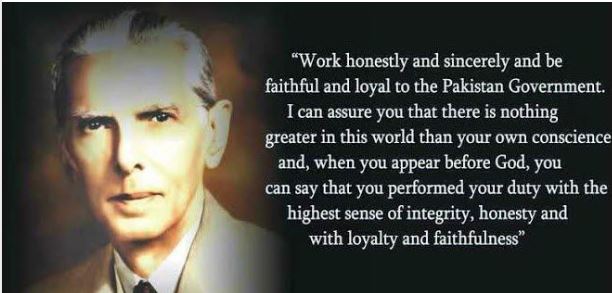 “Work honestly and sincerely and be
faithful and loyal to the Pakistan Government.
I can assure you that there is nothing
greater in this world than your own conscience
and, when you appear before God, you
can say that you performed your duty with the
highest sense of integrity, honesty and
with loyalty and faithfulness”